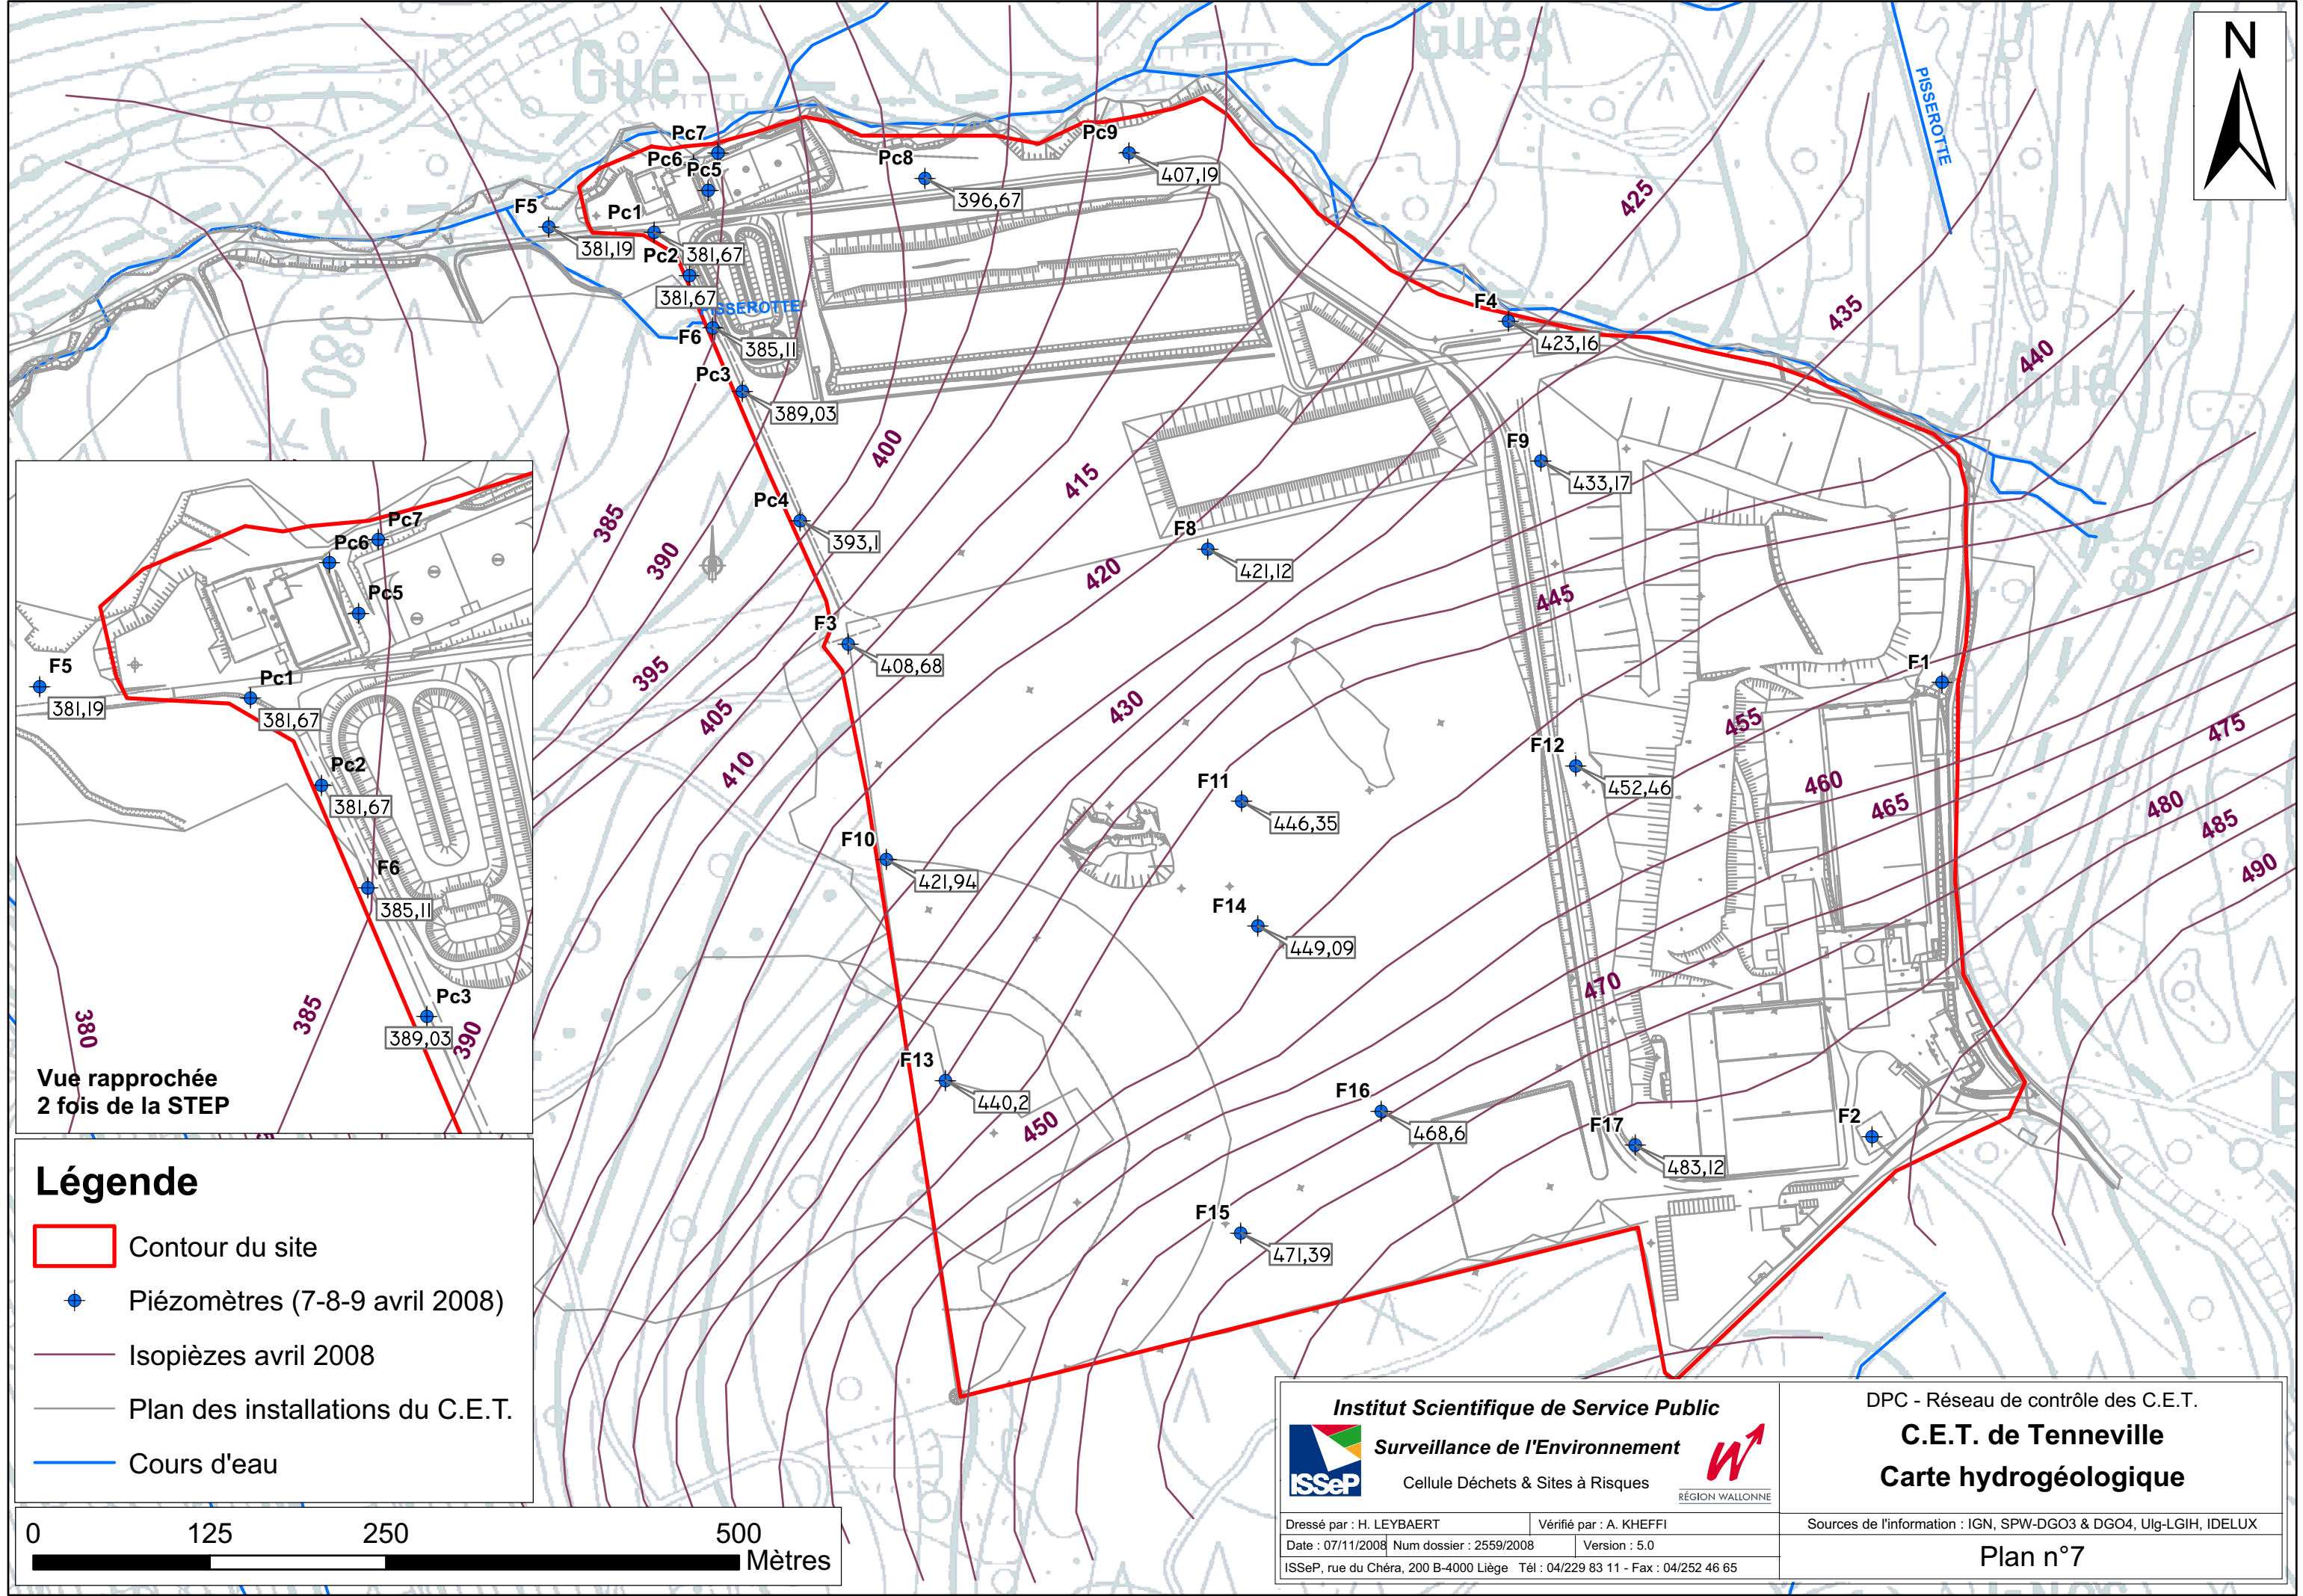 Gué
Gués
N
PISSEROTTE
Pc7
Pc6
Pc5
Pc8
396,67
Pc9
407,19
425
F5
381,19
Pc1
381,67
Pc2
381,67
PISSEROTTE
F6
385,11
Pc3
389,03
F4
423,16
435
440
Gué
380
400
415
F9
433,17
385
390
Pc4
393,1
F8
421,12
420
445
Sce
F3
408,68
395
405
410
430
F1
455
475
F12
452,46
460
465
480
485
490
F11
446,35
F10
421,94
F14
449,09
470
F13
440,2
450
F16
468,6
F17
483,12
F2
F15
471,39
Pc7
Pc6
Pc5
F5
381,19
Pc1
381,67
Pc2
381,67
F6
385,11
Pc3
389,03
380
385
390
Vue rapprochée
2 fois de la STEP
Légende
Contour du site
Piézomètres (7-8-9 avril 2008)
Isopièzes avril 2008
Plan des installations du C.E.T.
Cours d'eau
0 125 250 500
Mètres
Institut Scientifique de Service Public
Surveillance de l'Environnement
Cellule Déchets & Sites à Risques
ISSeP
RÉGION WALLONNE
Dressé par : H. LEYBAERT
Vérifié par : A. KHEFFI
Date : 07/11/2008
Num dossier : 2559/2008
Version : 5.0
ISSeP, rue du Chéra, 200 B-4000 Liège Tél : 04/229 83 11 - Fax : 04/252 46 65
DPC - Réseau de contrôle des C.E.T.
C.E.T. de Tenneville
Carte hydrogéologique
Sources de l'information : IGN, SPW-DGO3 & DGO4, Ulg-LGIH, IDELUX
Plan n°7